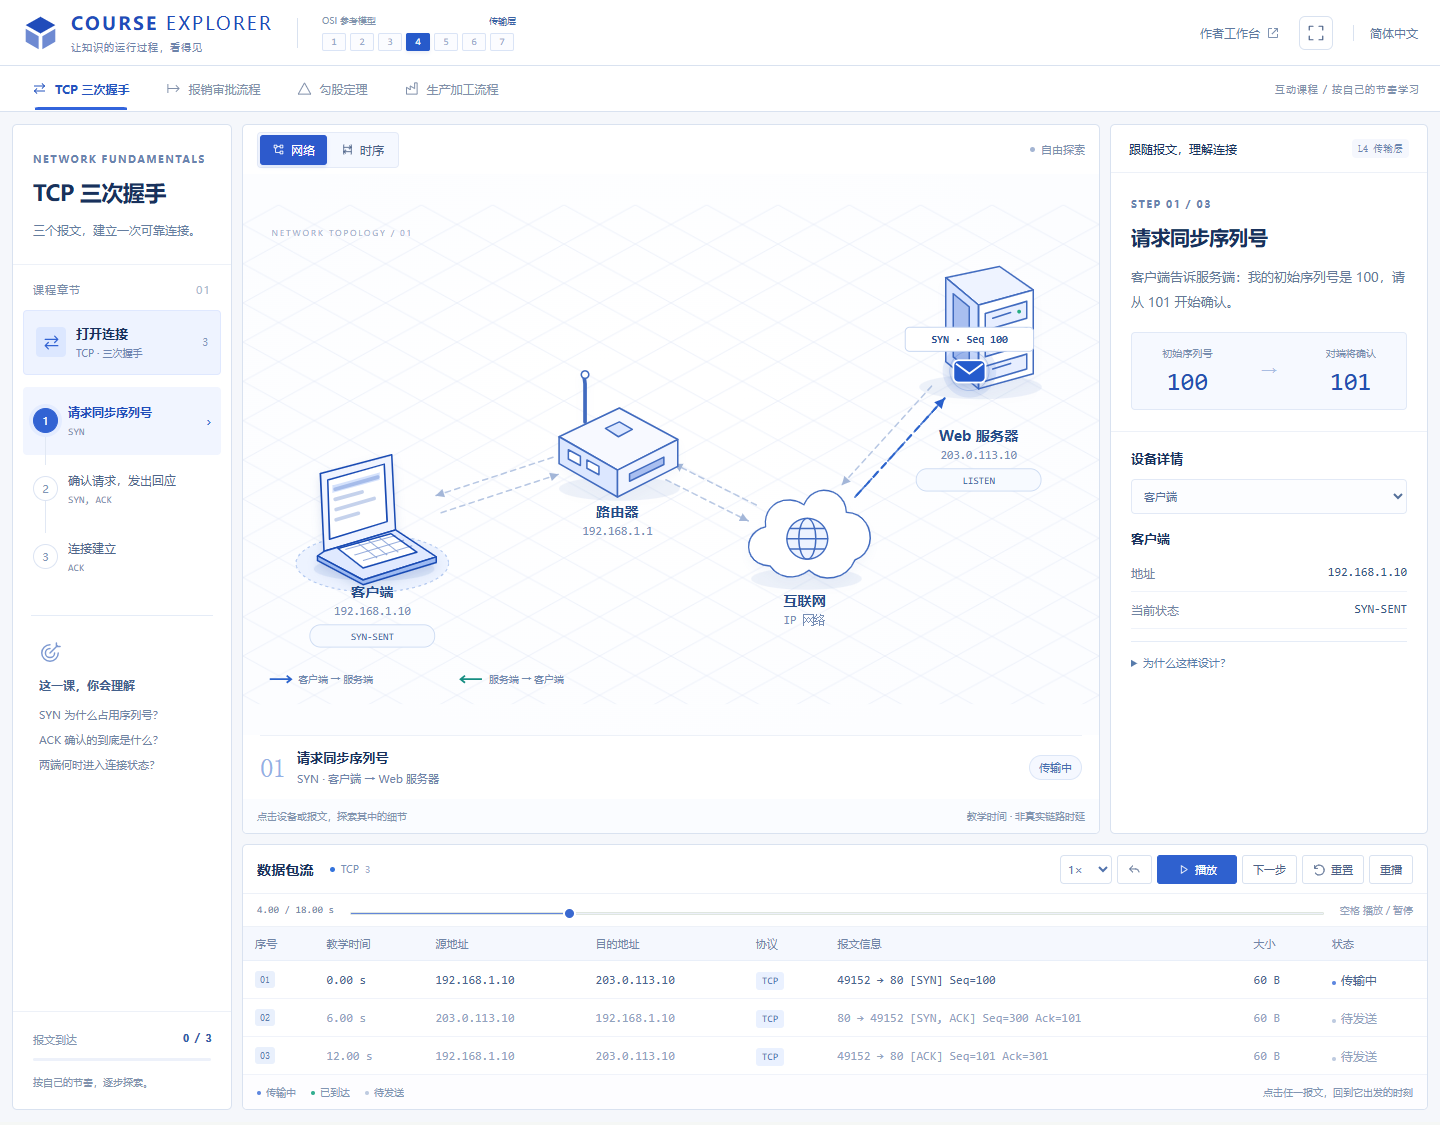 COURSE EXPLORER
让知识的运行过程，看得见
OSI 参考模型
传输层
1 2 3 4 5 6 7
作者工作台
简体中文
TCP 三次握手
报销审批流程
勾股定理
生产加工流程
互动课程 / 按自己的节奏学习
NETWORK FUNDAMENTALS
TCP 三次握手
三个报文，建立一次可靠连接。
课程章节
01
打开连接
TCP · 三次握手
3
1
请求同步序列号
SYN
›
2
确认请求，发出回应
SYN, ACK
3
连接建立
ACK
这一课，你会理解
SYN 为什么占用序列号？
ACK 确认的到底是什么？
两端何时进入连接状态？
报文到达
0 / 3
按自己的节奏，逐步探索。
网络
时序
自由探索
NETWORK TOPOLOGY / 01
SYN · Seq 100
Web 服务器
203.0.113.10
LISTEN
路由器
192.168.1.1
客户端
192.168.1.10
SYN-SENT
互联网
IP 网络
客户端 → 服务端
服务端 → 客户端
01
请求同步序列号
SYN · 客户端 → Web 服务器
传输中
点击设备或报文，探索其中的细节
教学时间 · 非真实链路时延
跟随报文，理解连接
L4 传输层
STEP 01 / 03
请求同步序列号
客户端告诉服务端：我的初始序列号是 100，请
从 101 开始确认。
初始序列号
100
→
对端将确认
101
设备详情
客户端
客户端
地址
192.168.1.10
当前状态
SYN-SENT
为什么这样设计？
数据包流
TCP 3
1×
播放
下一步
重置
重播
4.00 / 18.00 s
空格 播放 / 暂停
序号 教学时间 源地址 目的地址 协议 报文信息 大小 状态
01 0.00 s 192.168.1.10 203.0.113.10 TCP 49152 → 80 [SYN] Seq=100 60 B 传输中
02 6.00 s 203.0.113.10 192.168.1.10 TCP 80 → 49152 [SYN, ACK] Seq=300 Ack=101 60 B 待发送
03 12.00 s 192.168.1.10 203.0.113.10 TCP 49152 → 80 [ACK] Seq=101 Ack=301 60 B 待发送
传输中 已到达 待发送
点击任一报文，回到它出发的时刻